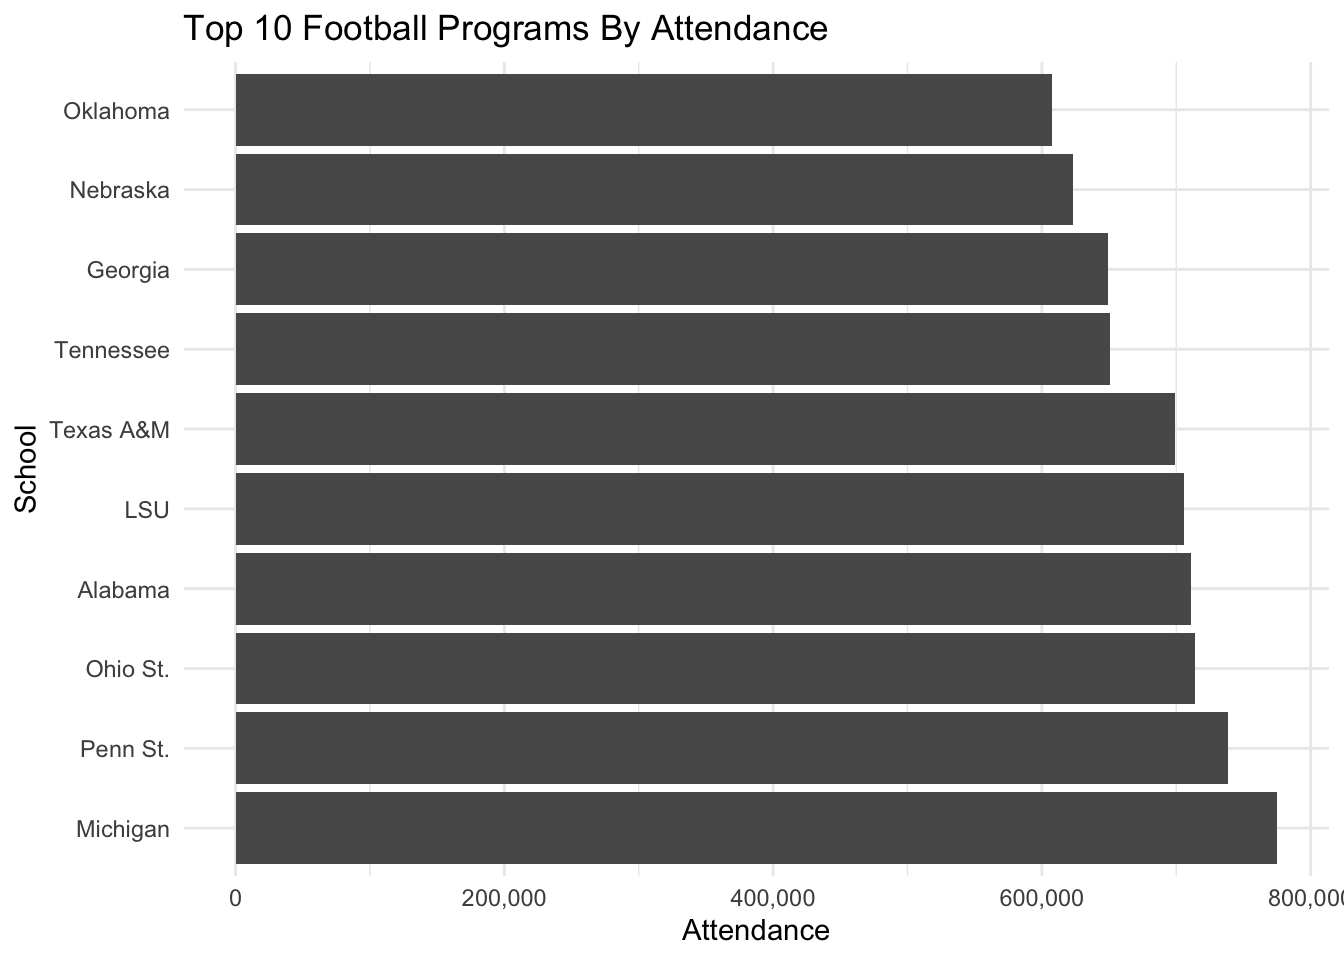 Top 10 Football Programs By Attendance
Oklahoma
Nebraska
Georgia
Tennessee
Texas A&M
LSU
Alabama
Ohio St.
Penn St.
Michigan
School
0 200,000 400,000 600,000 800,000
Attendance